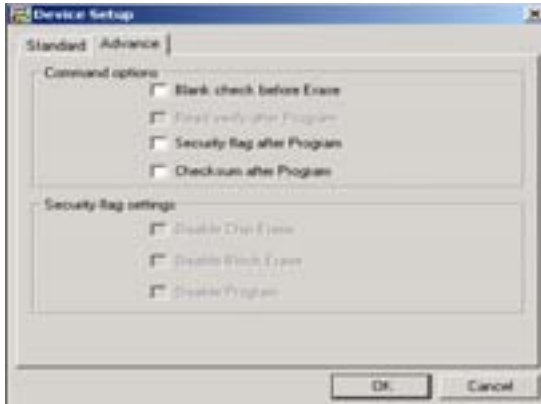 Device Setup
Standard Advance
Command options
Blank check before Erase
Read verify after Program
Security flag after Program
Checksum after Program
Security flag settings
Disable Chip Erase
Disable Block Erase
Disable Program
OK Cancel